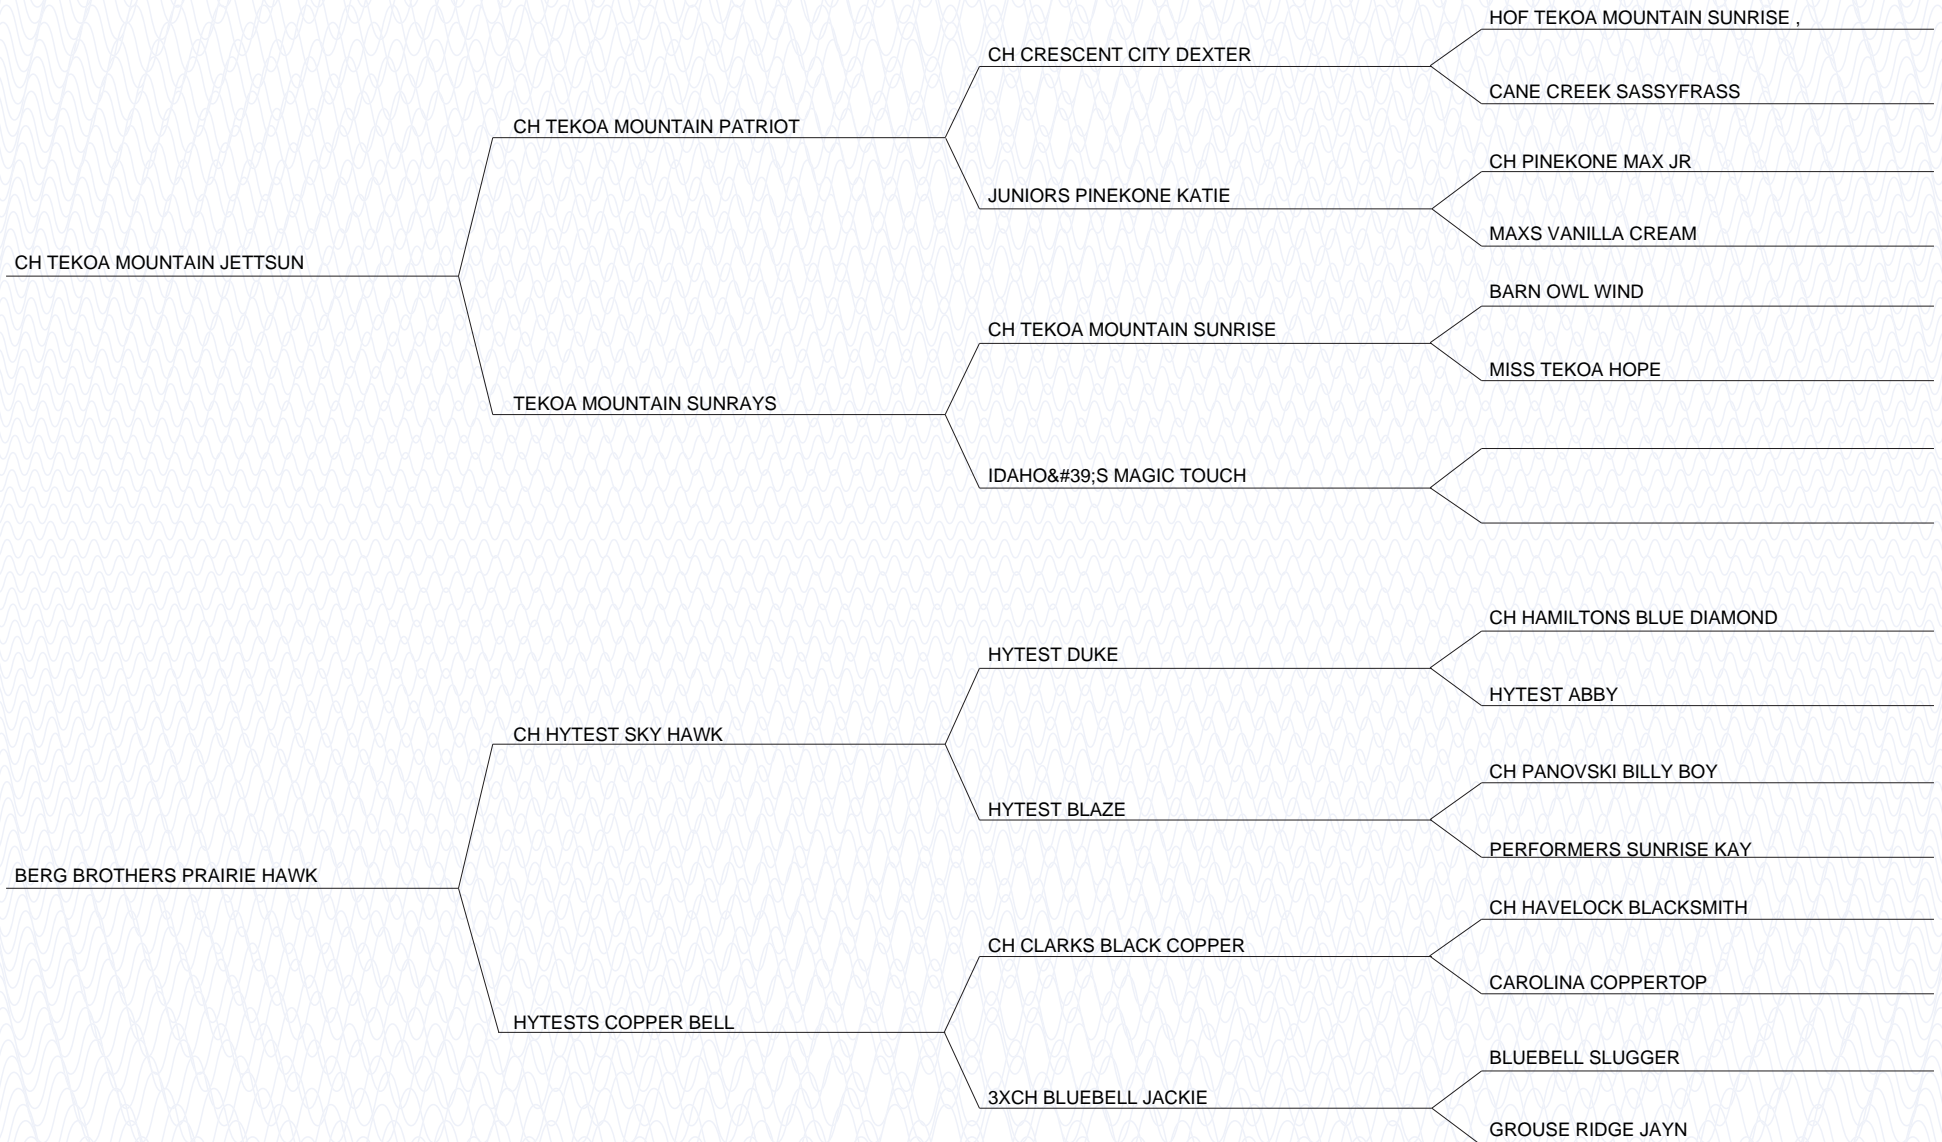 HOF TEKOA MOUNTAIN SUNRISE ,
CH CRESCENT CITY DEXTER
CANE CREEK SASSYFRASS
CH TEKOA MOUNTAIN PATRIOT
CH PINEKONE MAX JR
JUNIORS PINEKONE KATIE
MAXS VANILLA CREAM
CH TEKOA MOUNTAIN JETTSUN
BARN OWL WIND
CH TEKOA MOUNTAIN SUNRISE
MISS TEKOA HOPE
TEKOA MOUNTAIN SUNRAYS
IDAHO&#39;S MAGIC TOUCH
CH HAMILTONS BLUE DIAMOND
HYTEST DUKE
HYTEST ABBY
CH HYTEST SKY HAWK
CH PANOVSKI BILLY BOY
HYTEST BLAZE
PERFORMERS SUNRISE KAY
BERG BROTHERS PRAIRIE HAWK
CH HAVELOCK BLACKSMITH
CH CLARKS BLACK COPPER
CAROLINA COPPERTOP
HYTESTS COPPER BELL
BLUEBELL SLUGGER
3XCH BLUEBELL JACKIE
GROUSE RIDGE JAYN